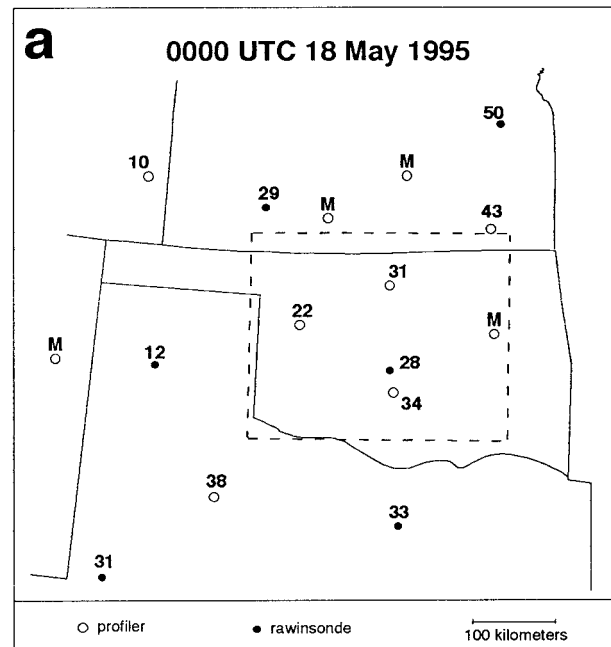 a
0000 UTC 18 May 1995
50
10
M
29
M
43
31
22
M
M
12
28
34
38
33
31
profiler
rawinsonde
100 kilometers